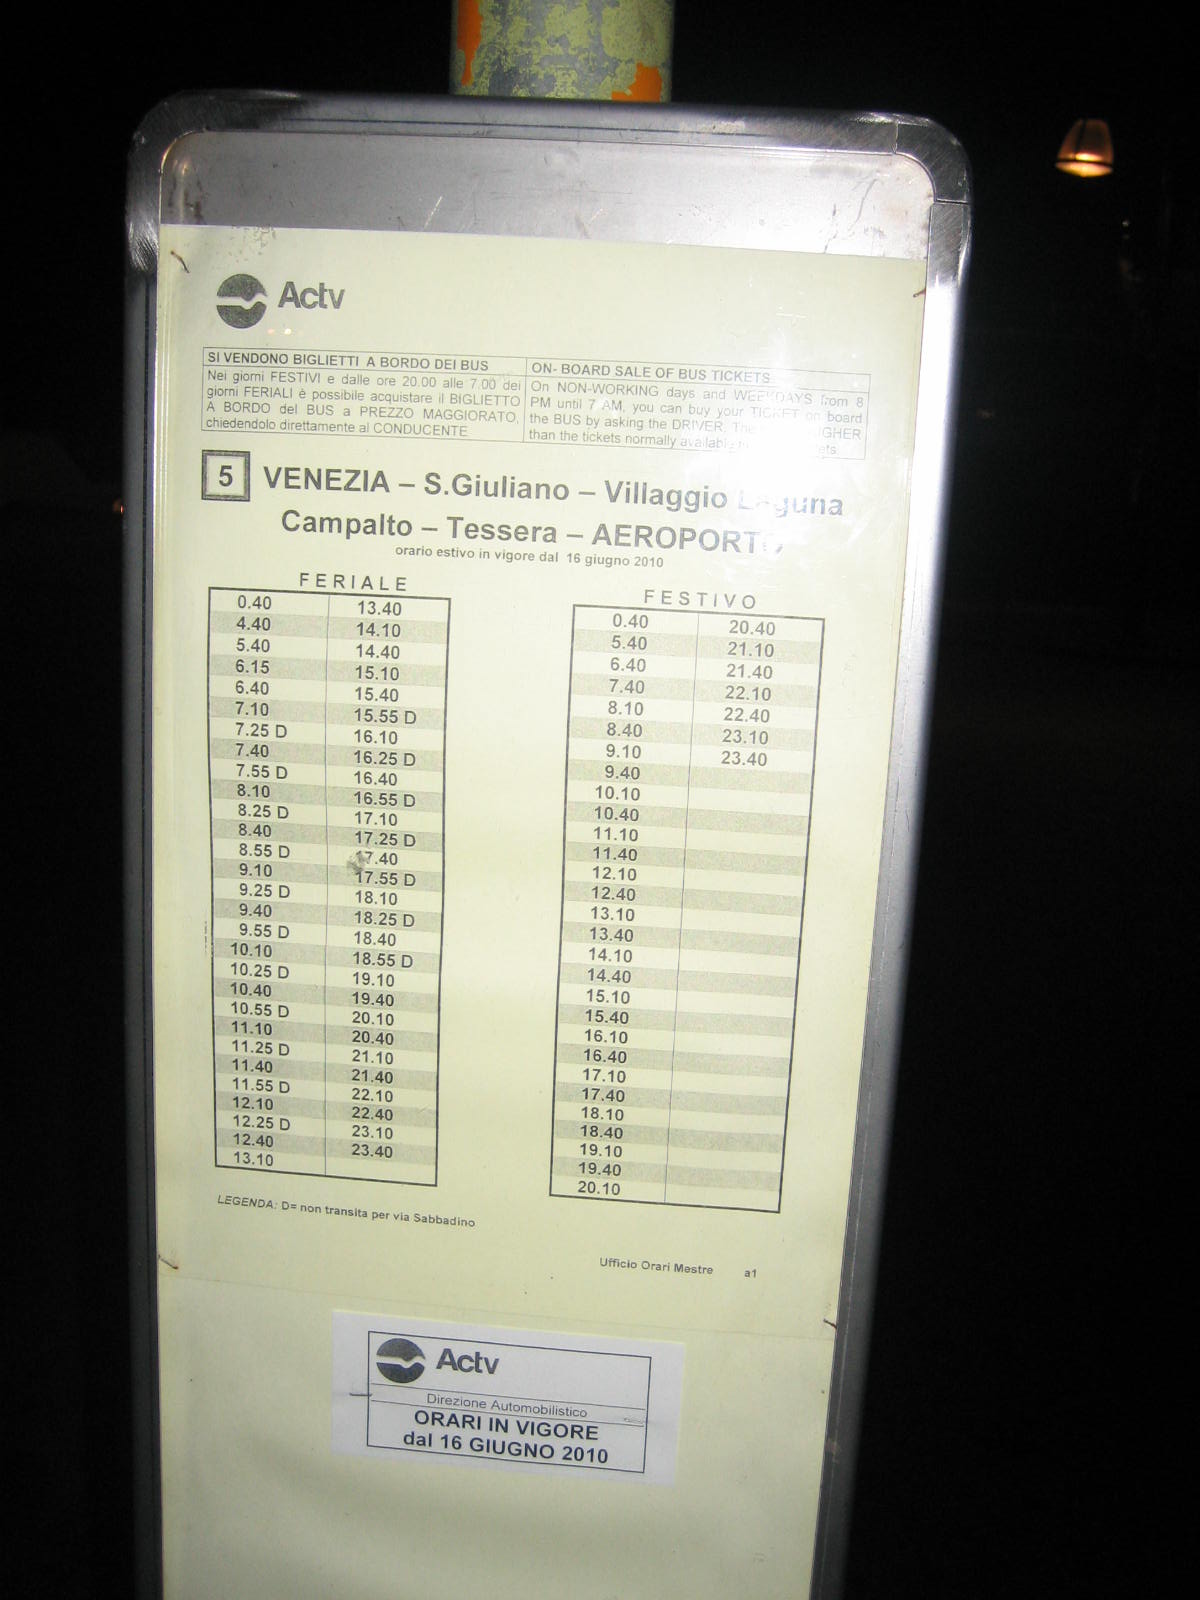 Actv
SI VENDONO BIGLIETTI A BORDO DEI BUS
Nei giorni FESTIVI e dalle ore 20.00 alle 7.00 dei
giorni FERIALI è possibile acquistare il BIGLIETTO
A BORDO del BUS a PREZZO MAGGIORATO,
chiedendolo direttamente al CONDUCENTE
ON- BOARD SALE OF BUS TICKETS
On NON-WORKING days and WEEKDAYS from 8
PM until 7 AM, you can buy your TICKET on board
the BUS by asking the DRIVER. The HIGHER
than the tickets normally
5 VENEZIA – S.Giuliano – Villaggio Laguna
Campalto – Tessera – AEROPORTO
orario estivo in vigore dal 16 giugno 2010
FERIALE
0.40 13.40
4.40 14.10
5.40 14.40
6.15 15.10
6.40 15.40
7.10 15.55 D
7.25 D 16.10
7.40 16.25 D
7.55 D 16.40
8.10 16.55 D
8.25 D 17.10
8.40 17.25 D
8.55 D 17.40
9.10 17.55 D
9.25 D 18.10
9.40 18.25 D
9.55 D 18.40
10.10 18.55 D
10.25 D 19.10
10.40 19.40
10.55 D 20.10
11.10 20.40
11.25 D 21.10
11.40 21.40
11.55 D 22.10
12.10 22.40
12.25 D 23.10
12.40 23.40
13.10
FESTIVO
0.40 20.40
5.40 21.10
6.40 21.40
7.40 22.10
8.10 22.40
8.40 23.10
9.10 23.40
9.40
10.10
10.40
11.10
11.40
12.10
12.40
13.10
13.40
14.10
14.40
15.10
15.40
16.10
16.40
17.10
17.40
18.10
18.40
19.10
19.40
20.10
LEGENDA: D= non transita per via Sabbadino
Ufficio Orari Mestre a1
Actv
Direzione Automobilistico
ORARI IN VIGORE
dal 16 GIUGNO 2010